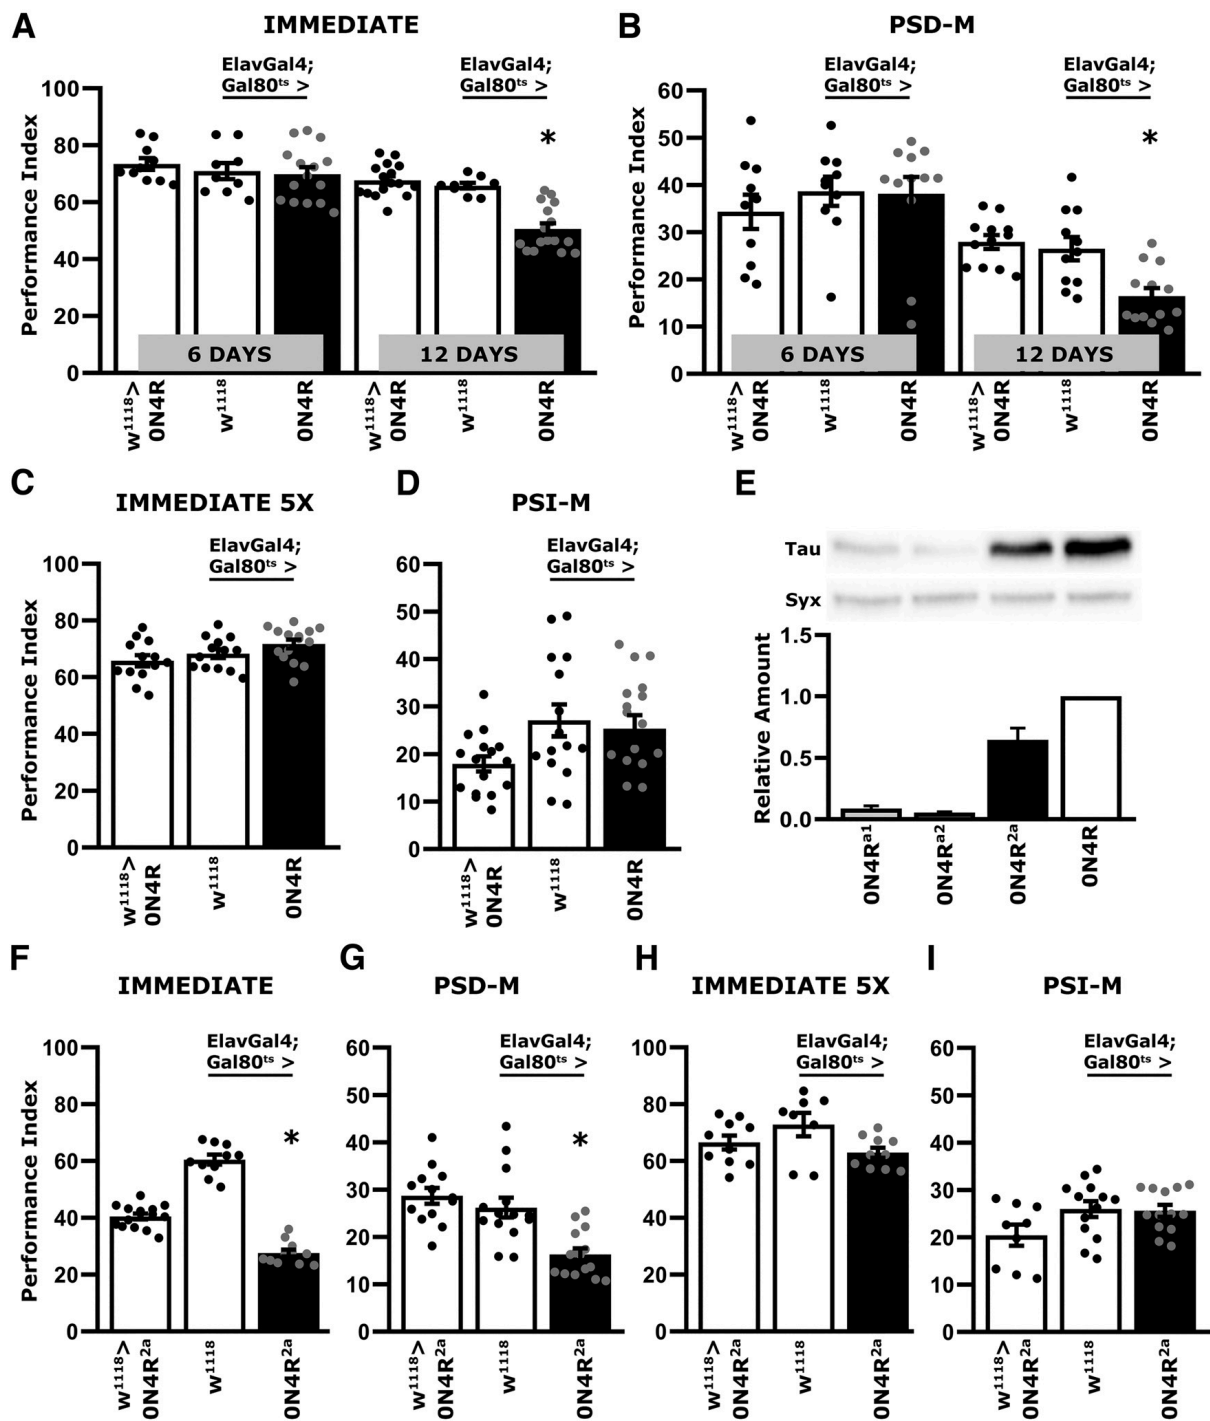 A
IMMEDIATE
ElavGal4;
Gal80ᵗˢ >
ElavGal4;
Gal80ᵗˢ >
*
Performance Index
100
80
60
40
20
0
6 DAYS
12 DAYS
w¹¹¹⁸>
0N4R
w¹¹¹⁸
0N4R
w¹¹¹⁸>
0N4R
w¹¹¹⁸
0N4R
B
PSD-M
ElavGal4;
Gal80ᵗˢ >
ElavGal4;
Gal80ᵗˢ >
*
Performance Index
60
50
40
30
20
10
0
6 DAYS
12 DAYS
w¹¹¹⁸>
0N4R
w¹¹¹⁸
0N4R
w¹¹¹⁸>
0N4R
w¹¹¹⁸
0N4R
C
IMMEDIATE 5X
ElavGal4;
Gal80ᵗˢ >
Performance Index
100
80
60
40
20
0
w¹¹¹⁸>
0N4R
w¹¹¹⁸
0N4R
D
PSI-M
ElavGal4;
Gal80ᵗˢ >
60
50
40
30
20
10
0
w¹¹¹⁸>
0N4R
w¹¹¹⁸
0N4R
E
Tau
Syx
Relative Amount
1.5
1.0
0.5
0.0
0N4Rᵃ¹
0N4Rᵃ²
0N4R²ᵃ
0N4R
F
IMMEDIATE
ElavGal4;
Gal80ᵗˢ >
*
Performance Index
100
80
60
40
20
0
w¹¹¹⁸>
0N4R²ᵃ
w¹¹¹⁸
0N4R²ᵃ
G
PSD-M
ElavGal4;
Gal80ᵗˢ >
*
60
50
40
30
20
10
0
w¹¹¹⁸>
0N4R²ᵃ
w¹¹¹⁸
0N4R²ᵃ
H
IMMEDIATE 5X
ElavGal4;
Gal80ᵗˢ >
100
80
60
40
20
0
w¹¹¹⁸>
0N4R²ᵃ
w¹¹¹⁸
0N4R²ᵃ
I
PSI-M
ElavGal4;
Gal80ᵗˢ >
60
50
40
30
20
10
0
w¹¹¹⁸>
0N4R²ᵃ
w¹¹¹⁸
0N4R²ᵃ